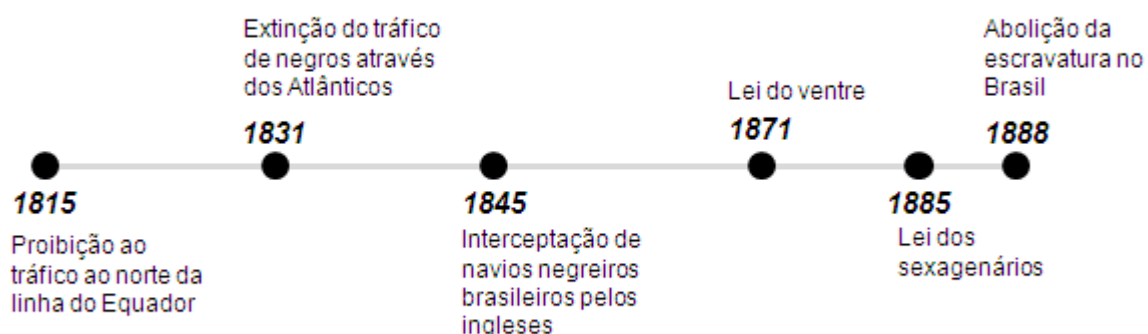 Extinção do tráfico
de negros através
dos Atlânticos
1831
Lei do ventre
1871
Abolição da
escravatura no
Brasil
1888
1815
Proibição ao
tráfico ao norte da
linha do Equador
1845
Interceptação de
navios negreiros
brasileiros pelos
ingleses
1885
Lei dos
sexagenários